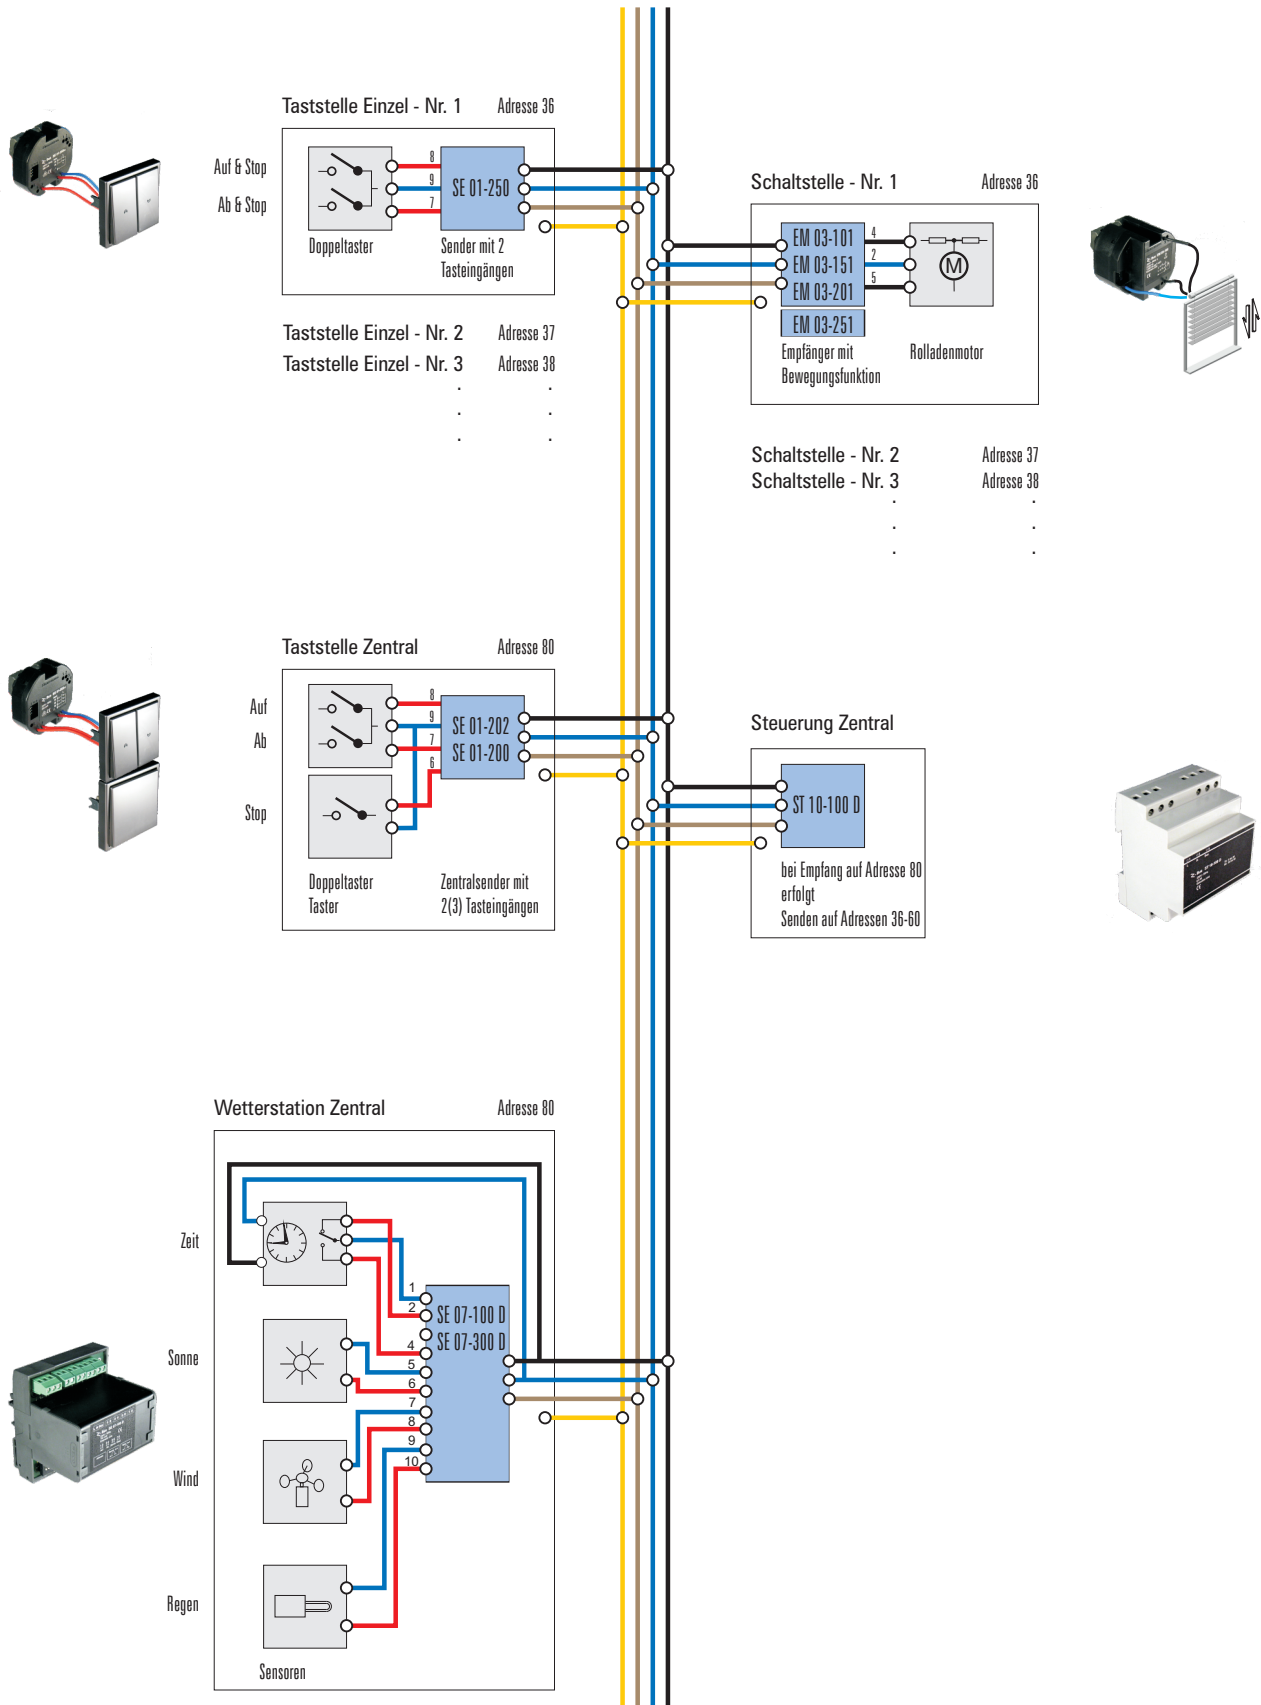 Taststelle Einzel - Nr. 1 Adresse 36
Auf & Stop
Ab & Stop
8
9
7
SE 01-250
Doppeltaster
Sender mit 2
Tasteingängen
Taststelle Einzel - Nr. 2 Adresse 37
Taststelle Einzel - Nr. 3 Adresse 38
. .
. .
. .
Schaltstelle - Nr. 1 Adresse 36
EM 03-101
EM 03-151
EM 03-201
EM 03-251
4
2
5
M
Empfänger mit
Bewegungsfunktion
Rolladenmotor
Schaltstelle - Nr. 2 Adresse 37
Schaltstelle - Nr. 3 Adresse 38
. .
. .
. .
Taststelle Zentral Adresse 80
Auf
Ab
Stop
8
9
7
6
SE 01-202
SE 01-200
Doppeltaster
Taster
Zentralsender mit
2(3) Tasteingängen
Steuerung Zentral
ST 10-100 D
bei Empfang auf Adresse 80
erfolgt
Senden auf Adressen 36-60
Wetterstation Zentral Adresse 80
Zeit
Sonne
Wind
Regen
1
2
4
5
6
7
8
9
10
SE 07-100 D
SE 07-300 D
Sensoren